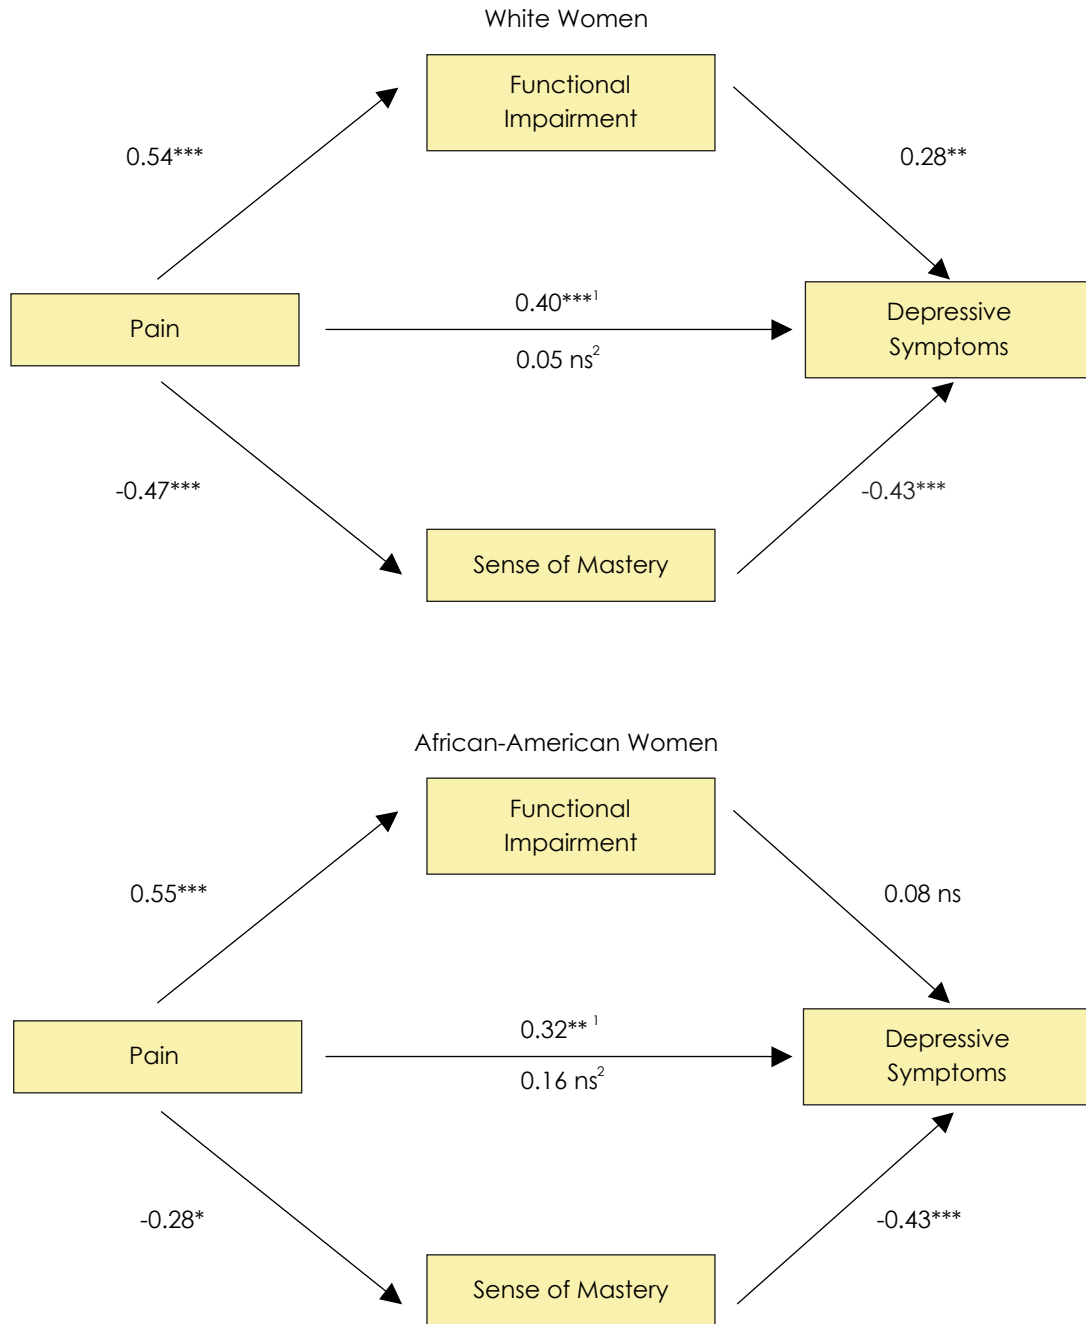 White Women
Functional
Impairment
0.54***
0.28**
Pain
0.40***¹
0.05 ns²
Depressive
Symptoms
-0.47***
-0.43***
Sense of Mastery
African-American Women
Functional
Impairment
0.55***
0.08 ns
Pain
0.32** ¹
0.16 ns²
Depressive
Symptoms
-0.28*
-0.43***
Sense of Mastery